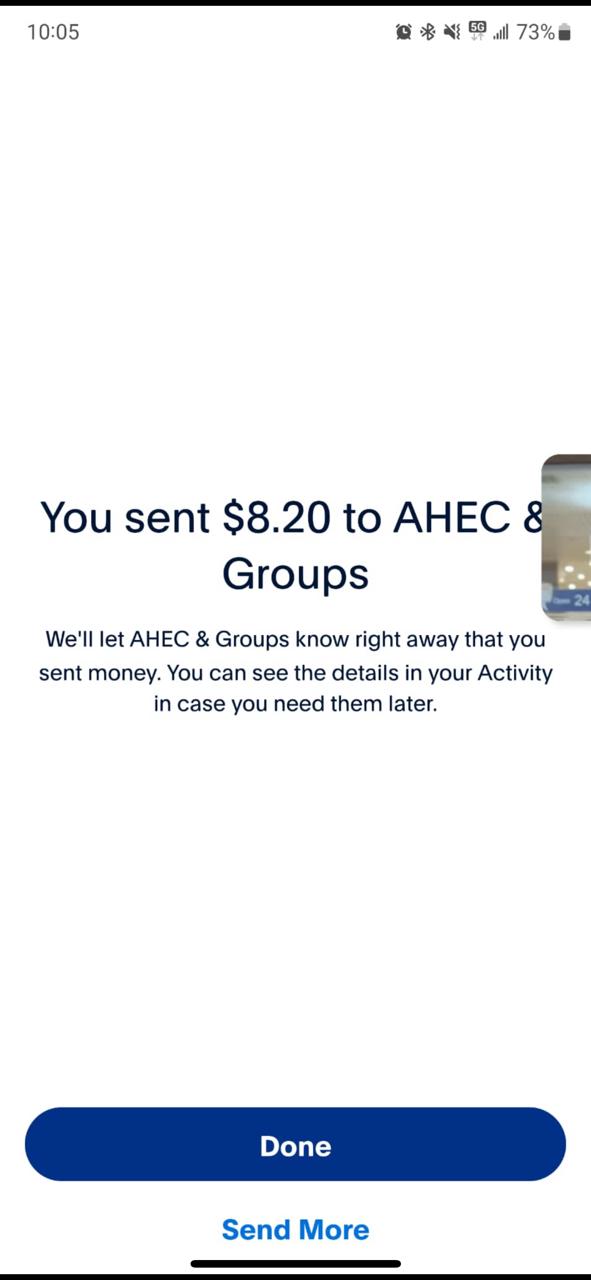 10:05
5G
73%
You sent $8.20 to AHEC &
Groups
24
We'll let AHEC & Groups know right away that you
sent money. You can see the details in your Activity
in case you need them later.
Done
Send More